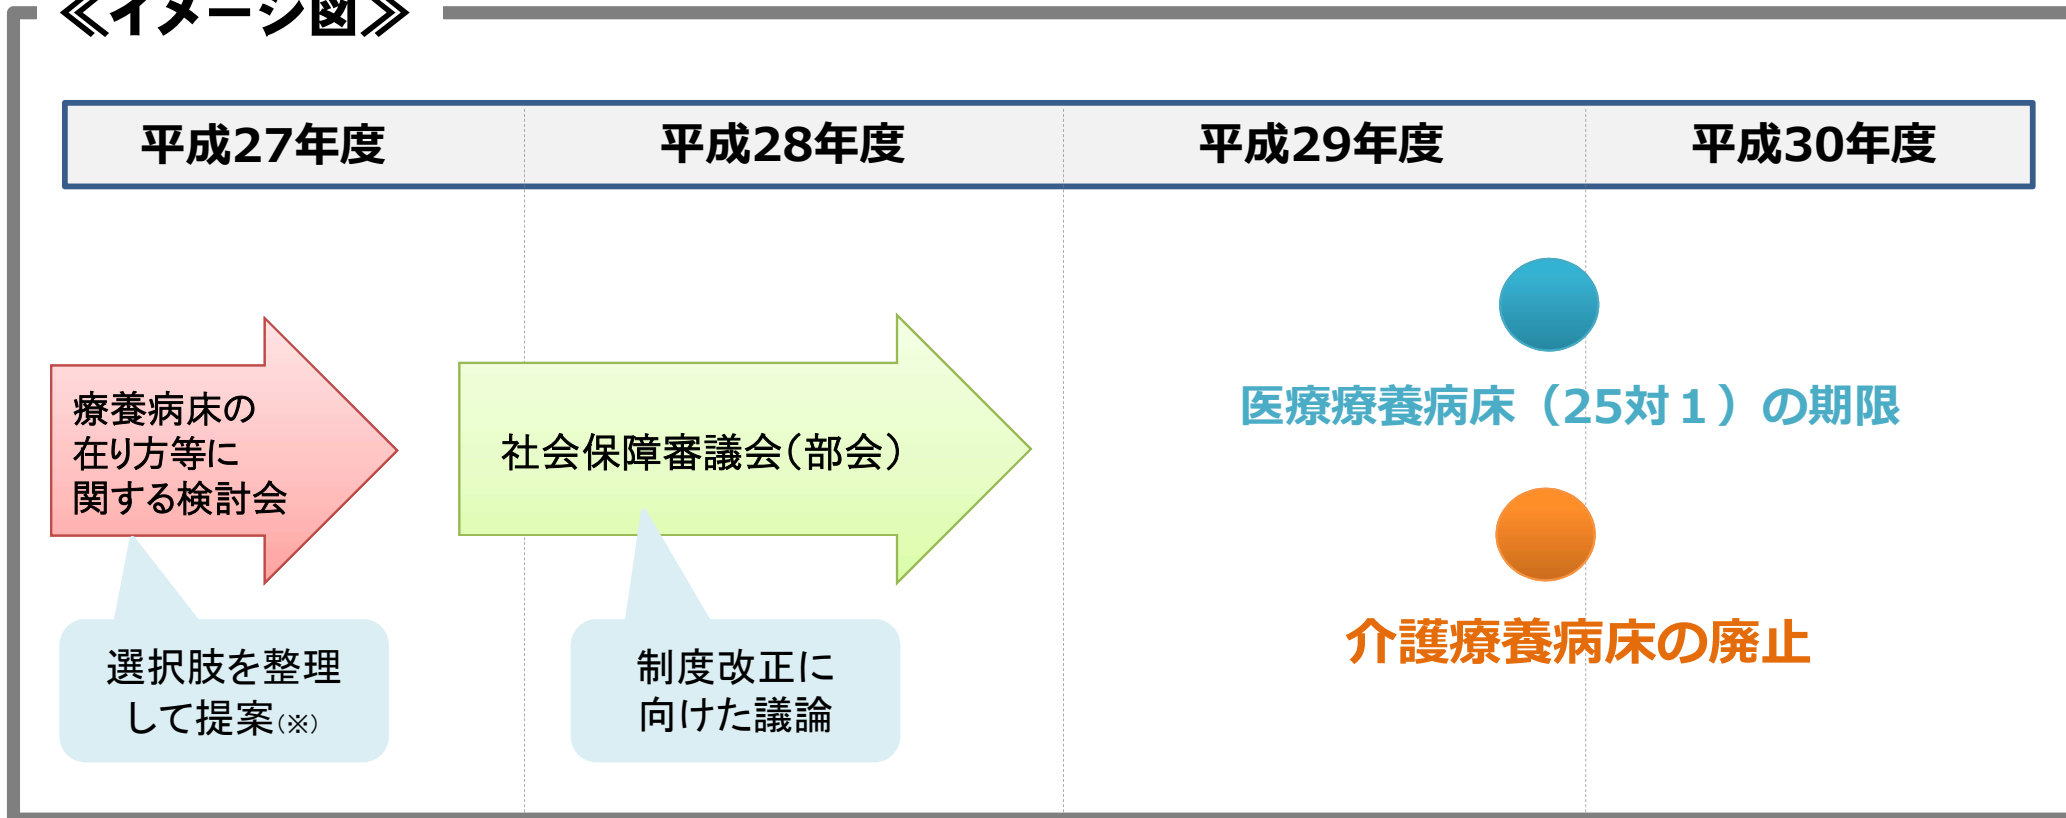 ≪イメージ図≫
平成27年度
平成28年度
平成29年度
平成30年度
療養病床の
在り方等に
関する検討会
社会保障審議会（部会）
医療療養病床（25対１）の期限
介護療養病床の廃止
選択肢を整理
して提案（※）
制度改正に
向けた議論